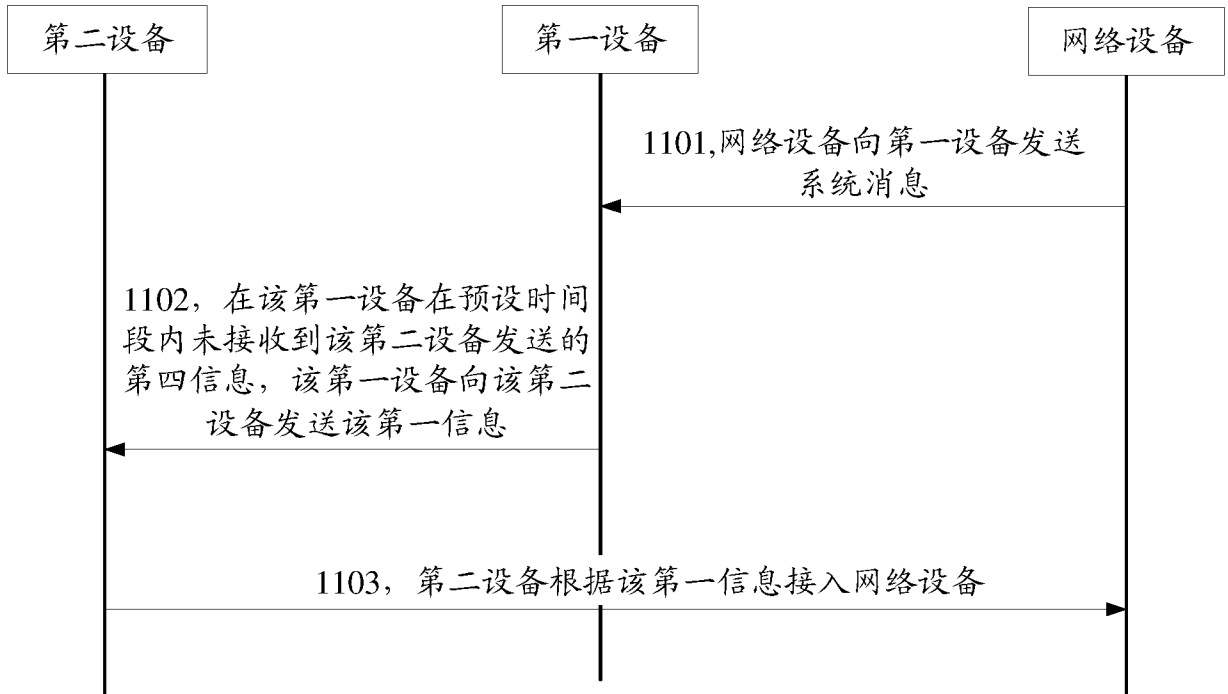 第二设备
第一设备
网络设备
1101,网络设备向第一设备发送
系统消息
1102，在该第一设备在预设时间
段内未接收到该第二设备发送的
第四信息，该第一设备向该第二
设备发送该第一信息
1103，第二设备根据该第一信息接入网络设备